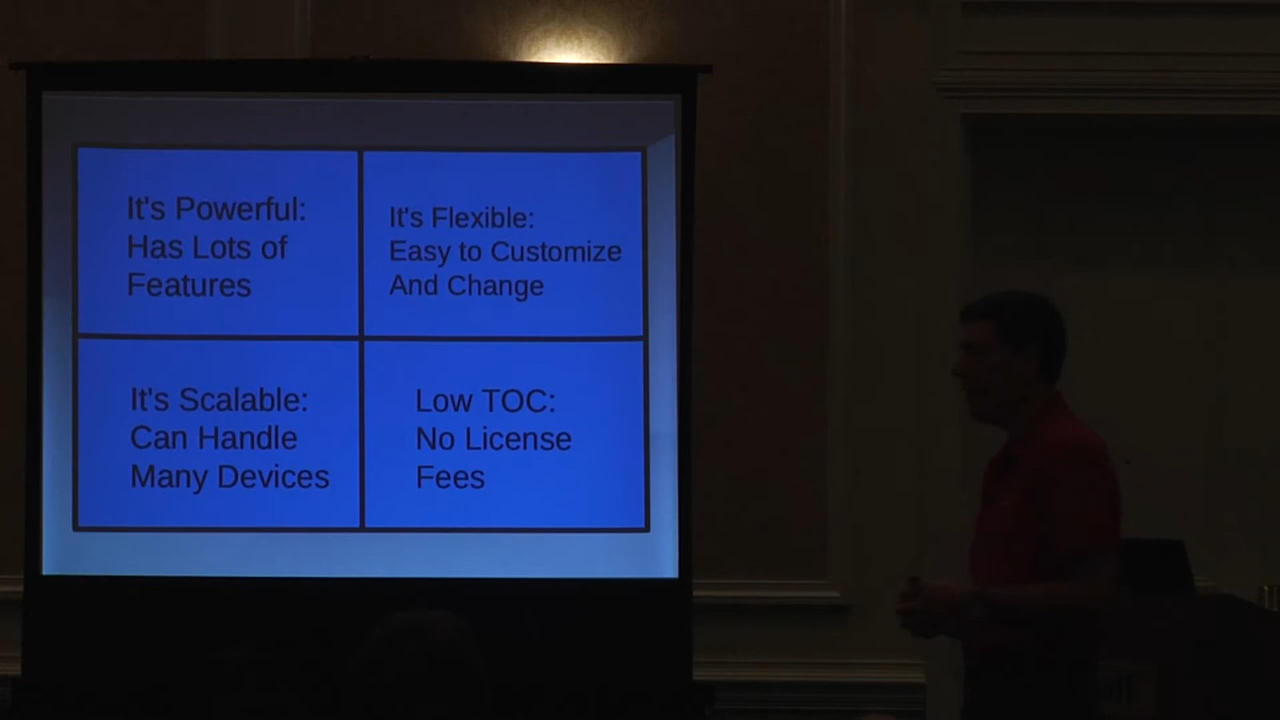 It's Powerful:
Has Lots of
Features
It's Flexible:
Easy to Customize
And Change
It's Scalable:
Can Handle
Many Devices
Low TOC:
No License
Fees